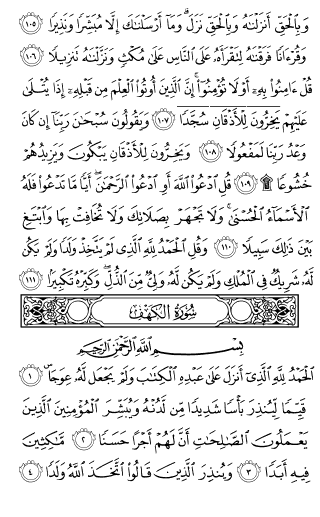 وَبِٱلْحَقِّ أَنزَلْنَٰهُ وَبِٱلْحَقِّ نَزَلَ ۗ وَمَآ أَرْسَلْنَٰكَ إِلَّا مُبَشِّرًا وَنَذِيرًا ١٠٥
وَقُرْءَانًا فَرَقْنَٰهُ لِتَقْرَأَهُۥ عَلَى ٱلنَّاسِ عَلَىٰ مُكْثٍ وَنَزَّلْنَٰهُ تَنزِيلًا ١٠٦
قُلْ ءَامِنُوا۟ بِهِۦٓ أَوْ لَا تُؤْمِنُوٓا۟ ۚ إِنَّ ٱلَّذِينَ أُوتُوا۟ ٱلْعِلْمَ مِن قَبْلِهِۦٓ إِذَا يُتْلَىٰ
عَلَيْهِمْ يَخِرُّونَ لِلْأَذْقَانِ سُجَّدًا ١٠٧ وَيَقُولُونَ سُبْحَٰنَ رَبِّنَآ إِن كَانَ
وَعْدُ رَبِّنَا لَمَفْعُولًا ١٠٨ وَيَخِرُّونَ لِلْأَذْقَانِ يَبْكُونَ وَيَزِيدُهُمْ
خُشُوعًا ۩ ١٠٩ قُلِ ٱدْعُوا۟ ٱللَّهَ أَوِ ٱدْعُوا۟ ٱلرَّحْمَٰنَ ۖ أَيًّا مَّا تَدْعُوا۟ فَلَهُ
ٱلْأَسْمَآءُ ٱلْحُسْنَىٰ ۚ وَلَا تَجْهَرْ بِصَلَاتِكَ وَلَا تُخَافِتْ بِهَا وَٱبْتَغِ
بَيْنَ ذَٰلِكَ سَبِيلًا ١١٠ وَقُلِ ٱلْحَمْدُ لِلَّهِ ٱلَّذِى لَمْ يَتَّخِذْ وَلَدًا وَلَمْ يَكُن
لَّهُۥ شَرِيكٌ فِى ٱلْمُلْكِ وَلَمْ يَكُن لَّهُۥ وَلِىٌّ مِّنَ ٱلذُّلِّ ۖ وَكَبِّرْهُ تَكْبِيرًۢا ١١١
سُورَةُ الكَهْفِ
بِسْمِ ٱللَّهِ ٱلرَّحْمَٰنِ ٱلرَّحِيمِ
ٱلْحَمْدُ لِلَّهِ ٱلَّذِىٓ أَنزَلَ عَلَىٰ عَبْدِهِ ٱلْكِتَٰبَ وَلَمْ يَجْعَل لَّهُۥ عِوَجَا ۜ ١
قَيِّمًا لِّيُنذِرَ بَأْسًا شَدِيدًا مِّن لَّدُنْهُ وَيُبَشِّرَ ٱلْمُؤْمِنِينَ ٱلَّذِينَ
يَعْمَلُونَ ٱلصَّٰلِحَٰتِ أَنَّ لَهُمْ أَجْرًا حَسَنًا ٢ مَّٰكِثِينَ
فِيهِ أَبَدًا ٣ وَيُنذِرَ ٱلَّذِينَ قَالُوا۟ ٱتَّخَذَ ٱللَّهُ وَلَدًا ٤